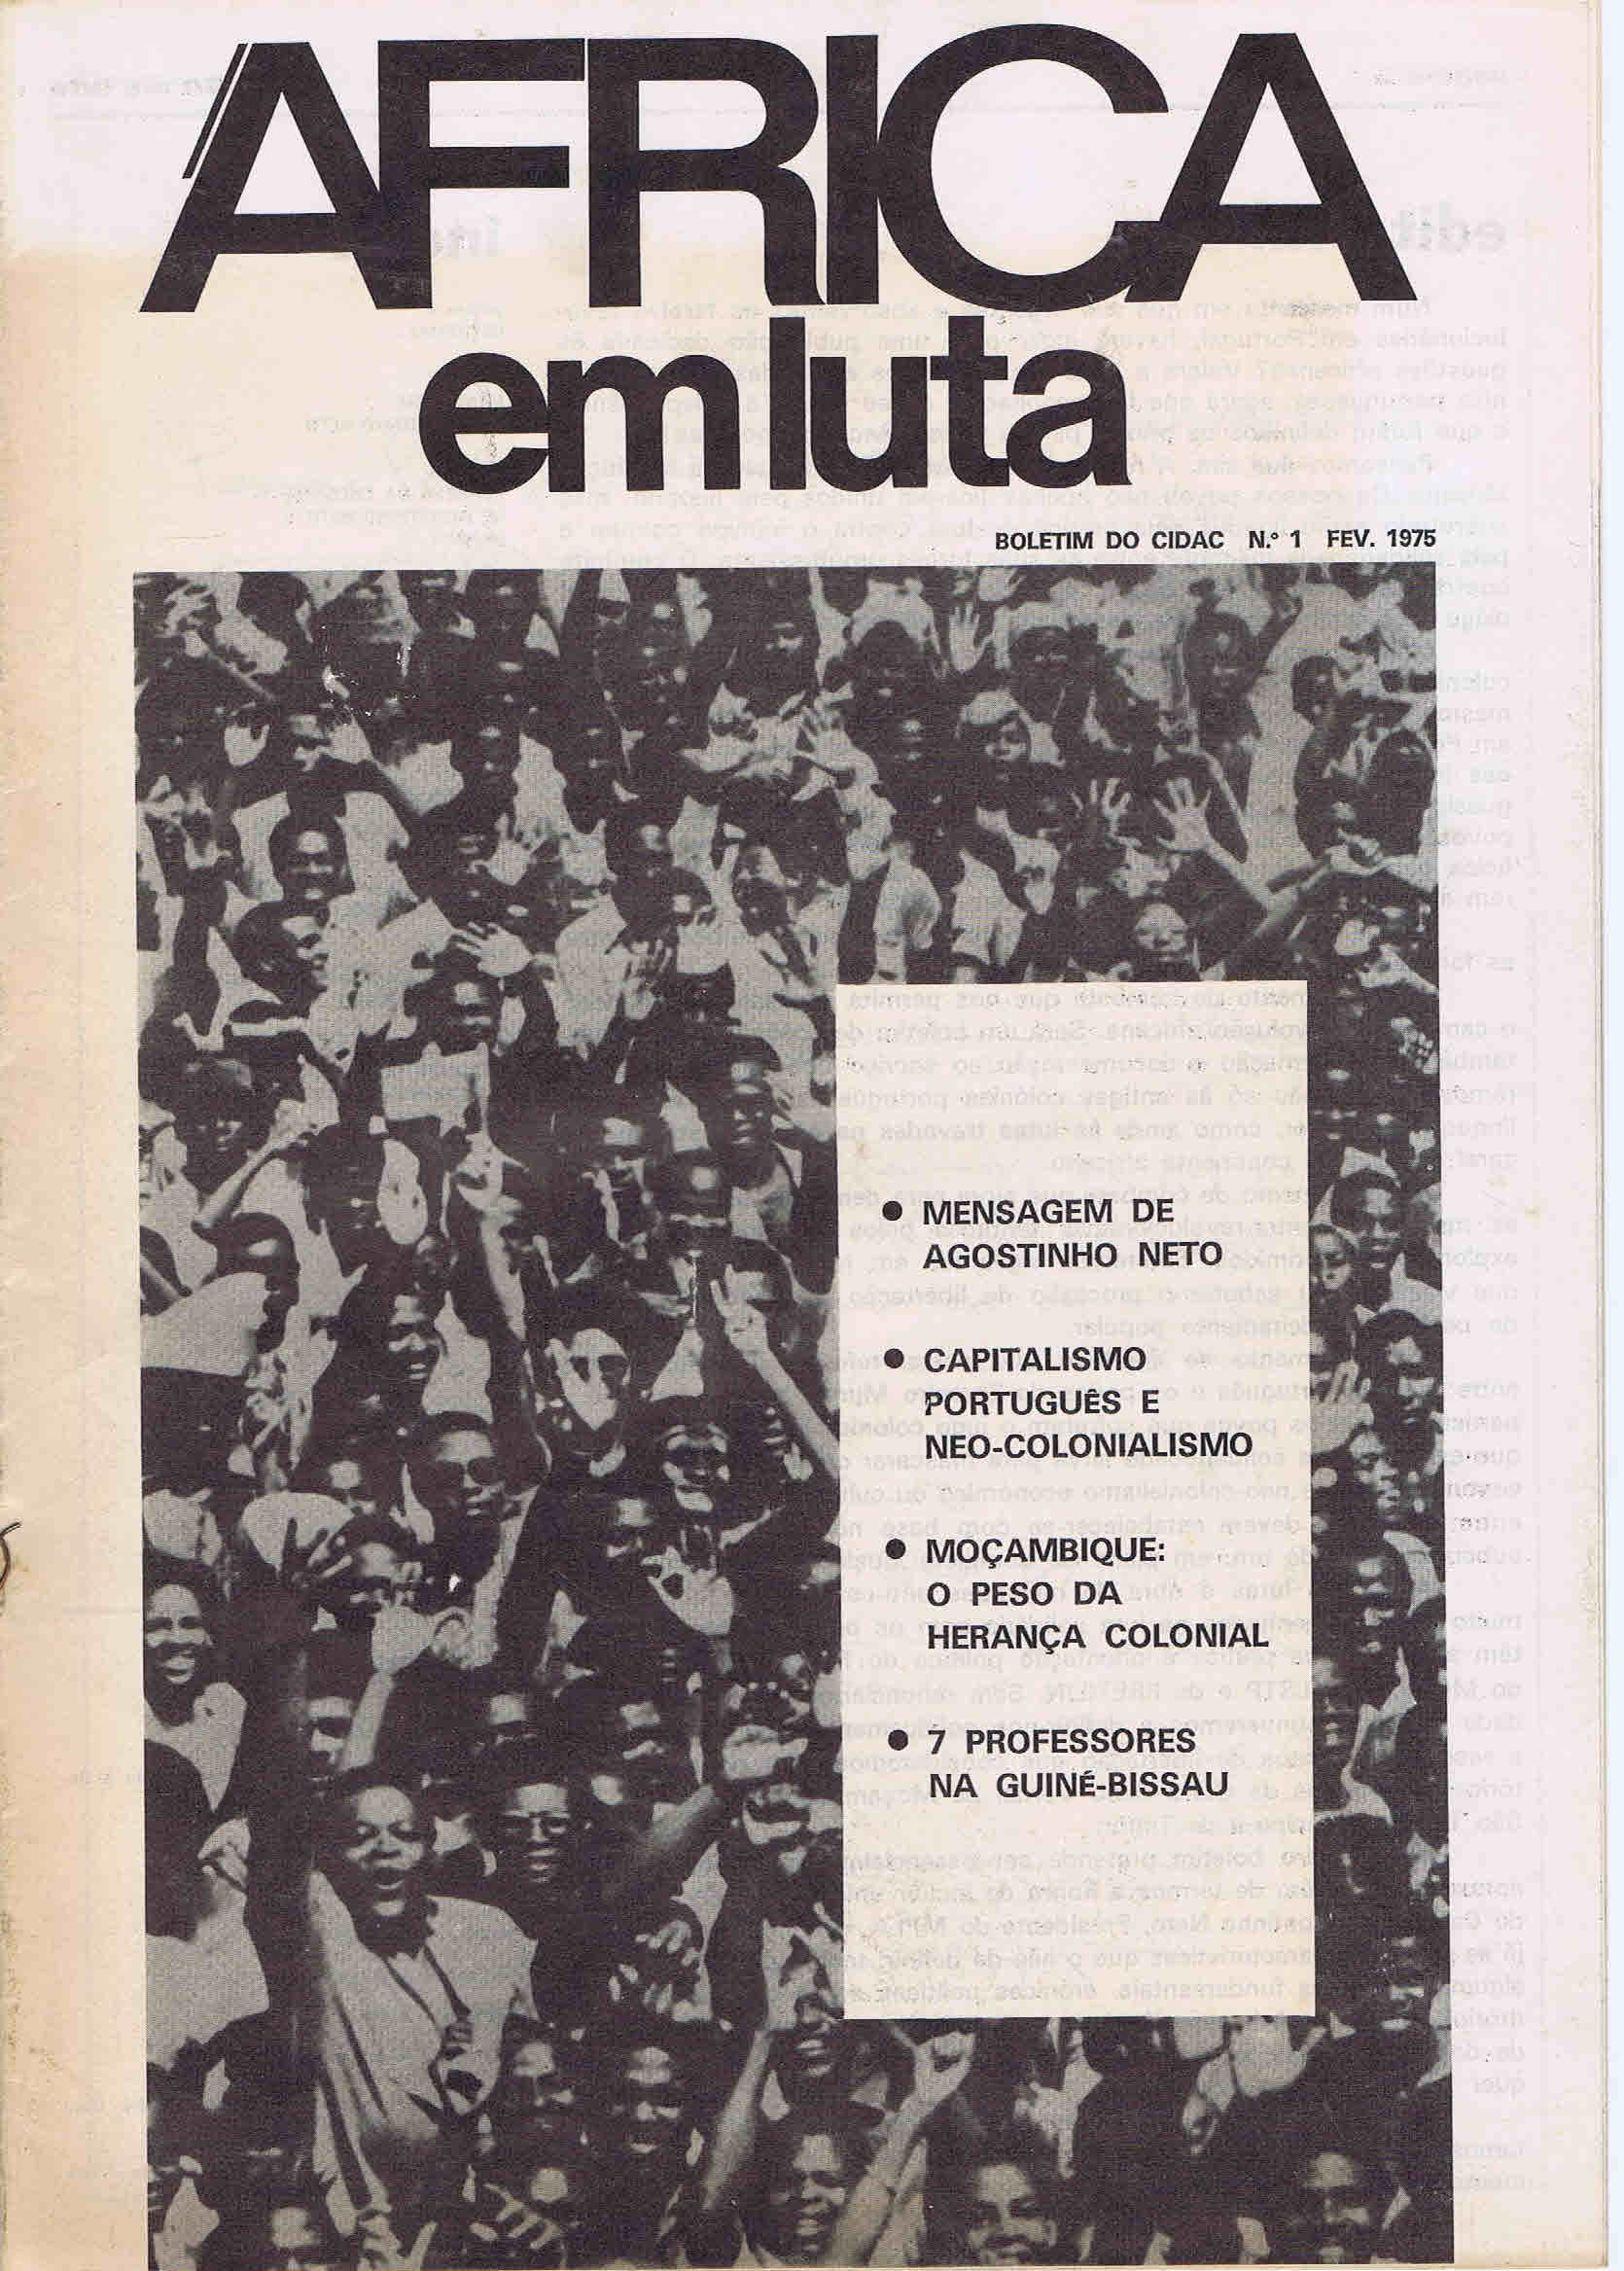 ÁFRICA
em luta
BOLETIM DO CIDAC N.º 1 FEV. 1975
● MENSAGEM DE
AGOSTINHO NETO
● CAPITALISMO
PORTUGUÊS E
NEO-COLONIALISMO
● MOÇAMBIQUE:
O PESO DA
HERANÇA COLONIAL
● 7 PROFESSORES
NA GUINÉ-BISSAU